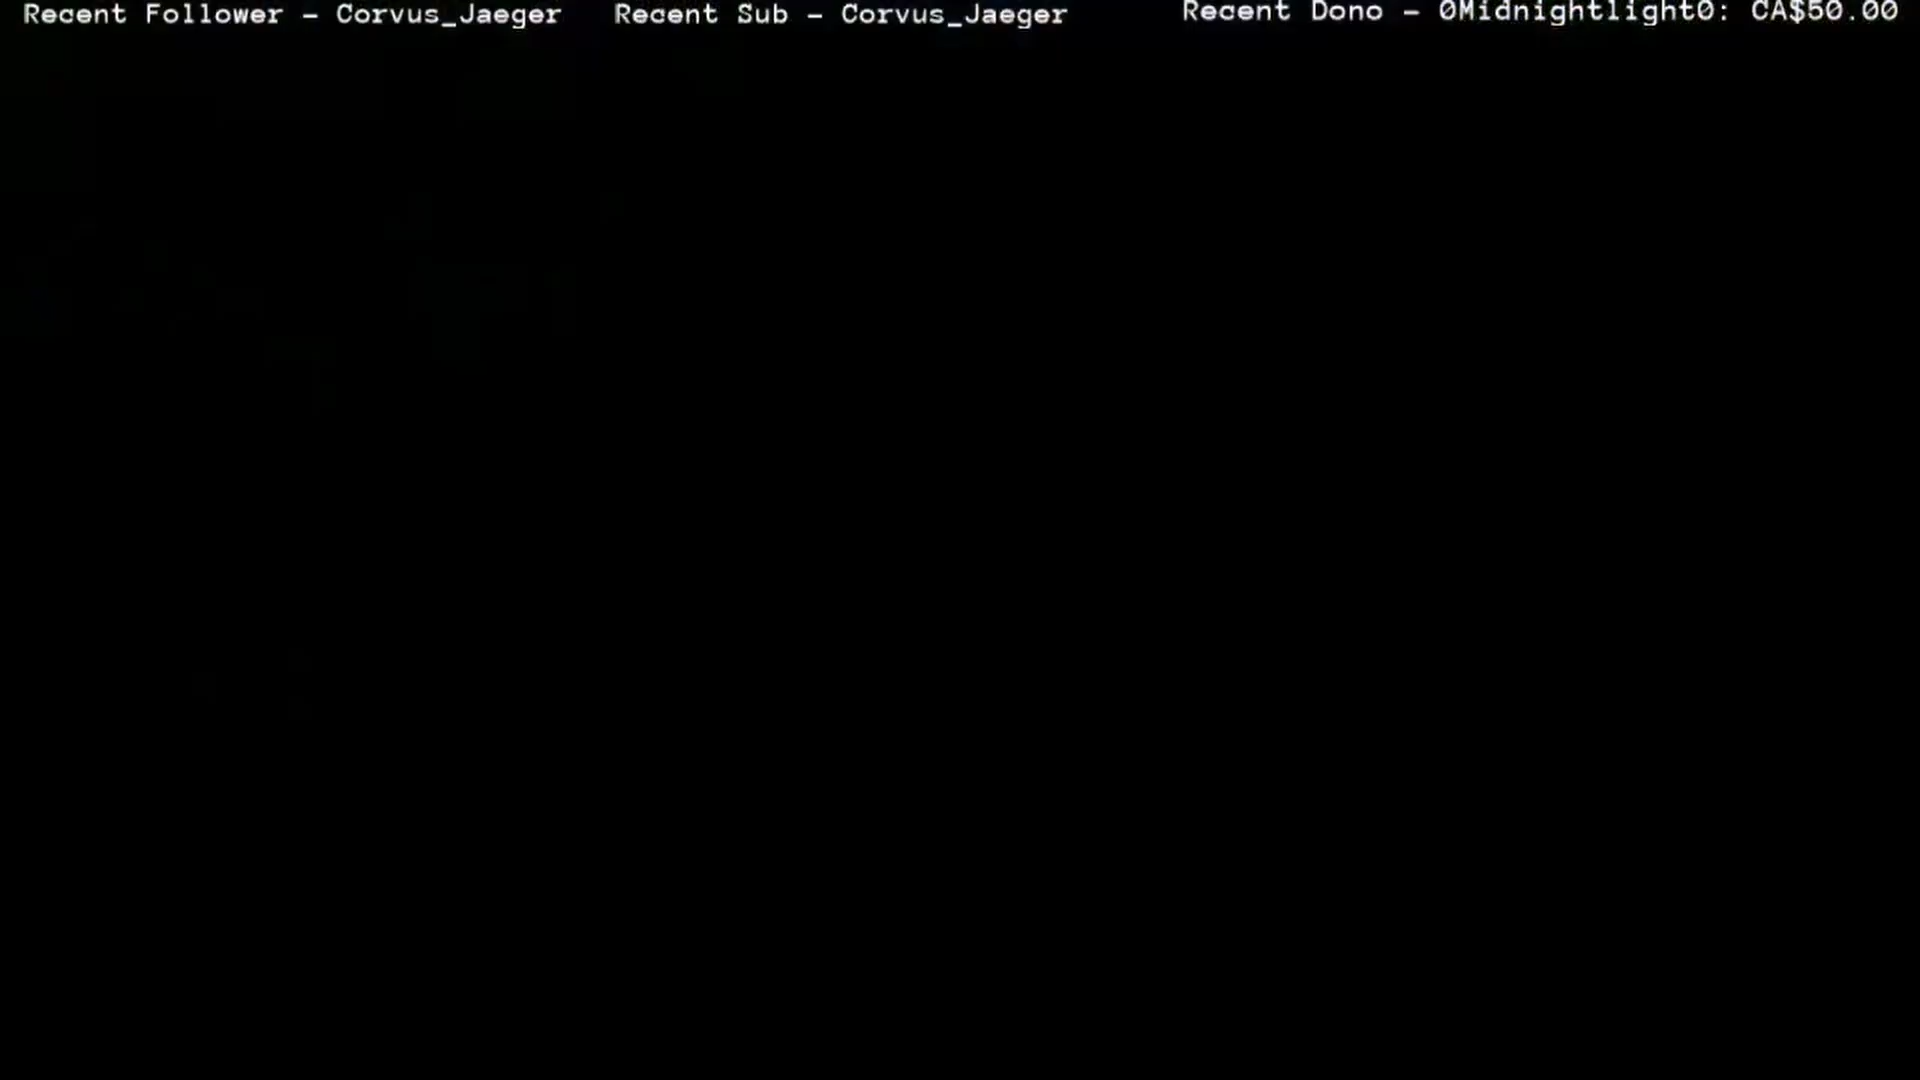 Recent Follower - Corvus_Jaeger Recent Sub - Corvus_Jaeger Recent Dono - 0Midnightlight0: CA$50.00